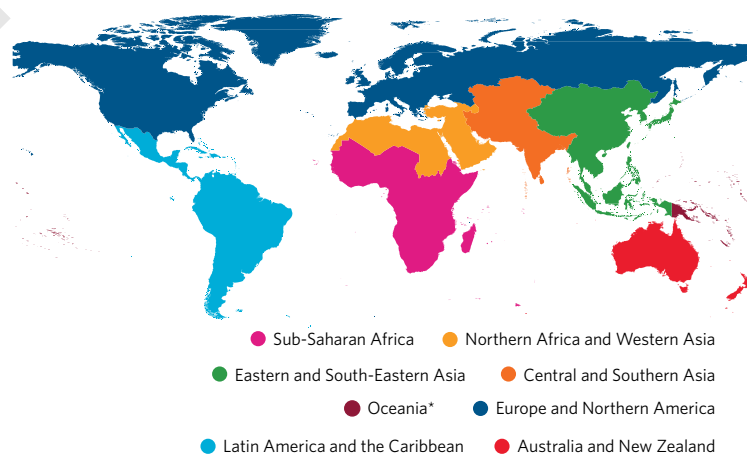 Sub-Saharan Africa Northern Africa and Western Asia
Eastern and South-Eastern Asia Central and Southern Asia
Oceania* Europe and Northern America
Latin America and the Caribbean Australia and New Zealand